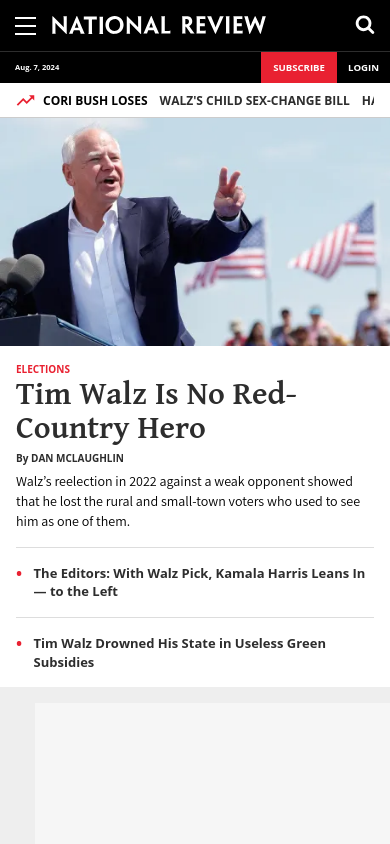 NATIONAL REVIEW
Aug. 7, 2024
SUBSCRIBE
LOGIN
CORI BUSH LOSES WALZ'S CHILD SEX-CHANGE BILL
ELECTIONS
Tim Walz Is No Red-
Country Hero
By DAN MCLAUGHLIN
Walz’s reelection in 2022 against a weak opponent showed
that he lost the rural and small-town voters who used to see
him as one of them.
• The Editors: With Walz Pick, Kamala Harris Leans In
— to the Left
• Tim Walz Drowned His State in Useless Green
Subsidies